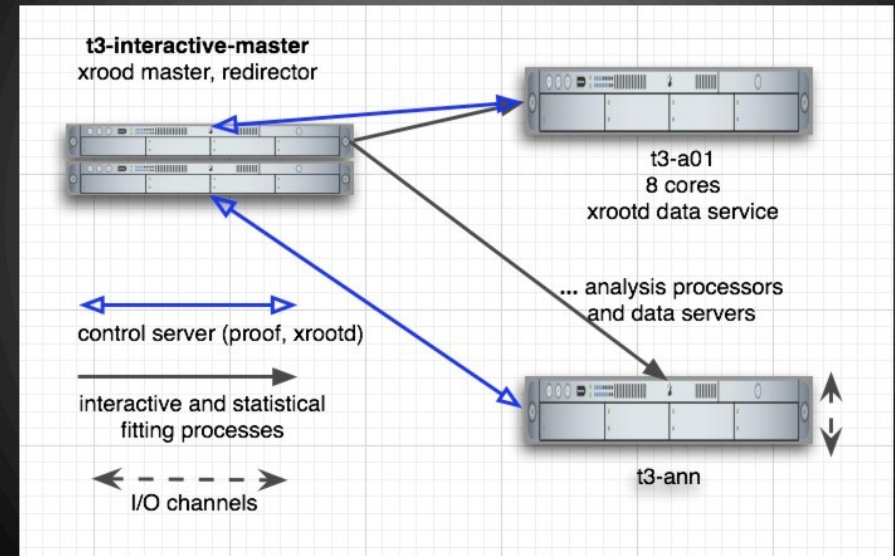 t3-interactive-master
xrood master, redirector
t3-a01
8 cores
xrootd data service
... analysis processors
and data servers
control server (proof, xrootd)
interactive and statistical
fitting processes
I/O channels
t3-ann